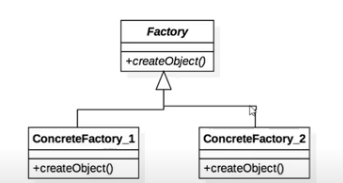 Factory
+createObject()
ConcreteFactory_1
+createObject()
ConcreteFactory_2
+createObject()